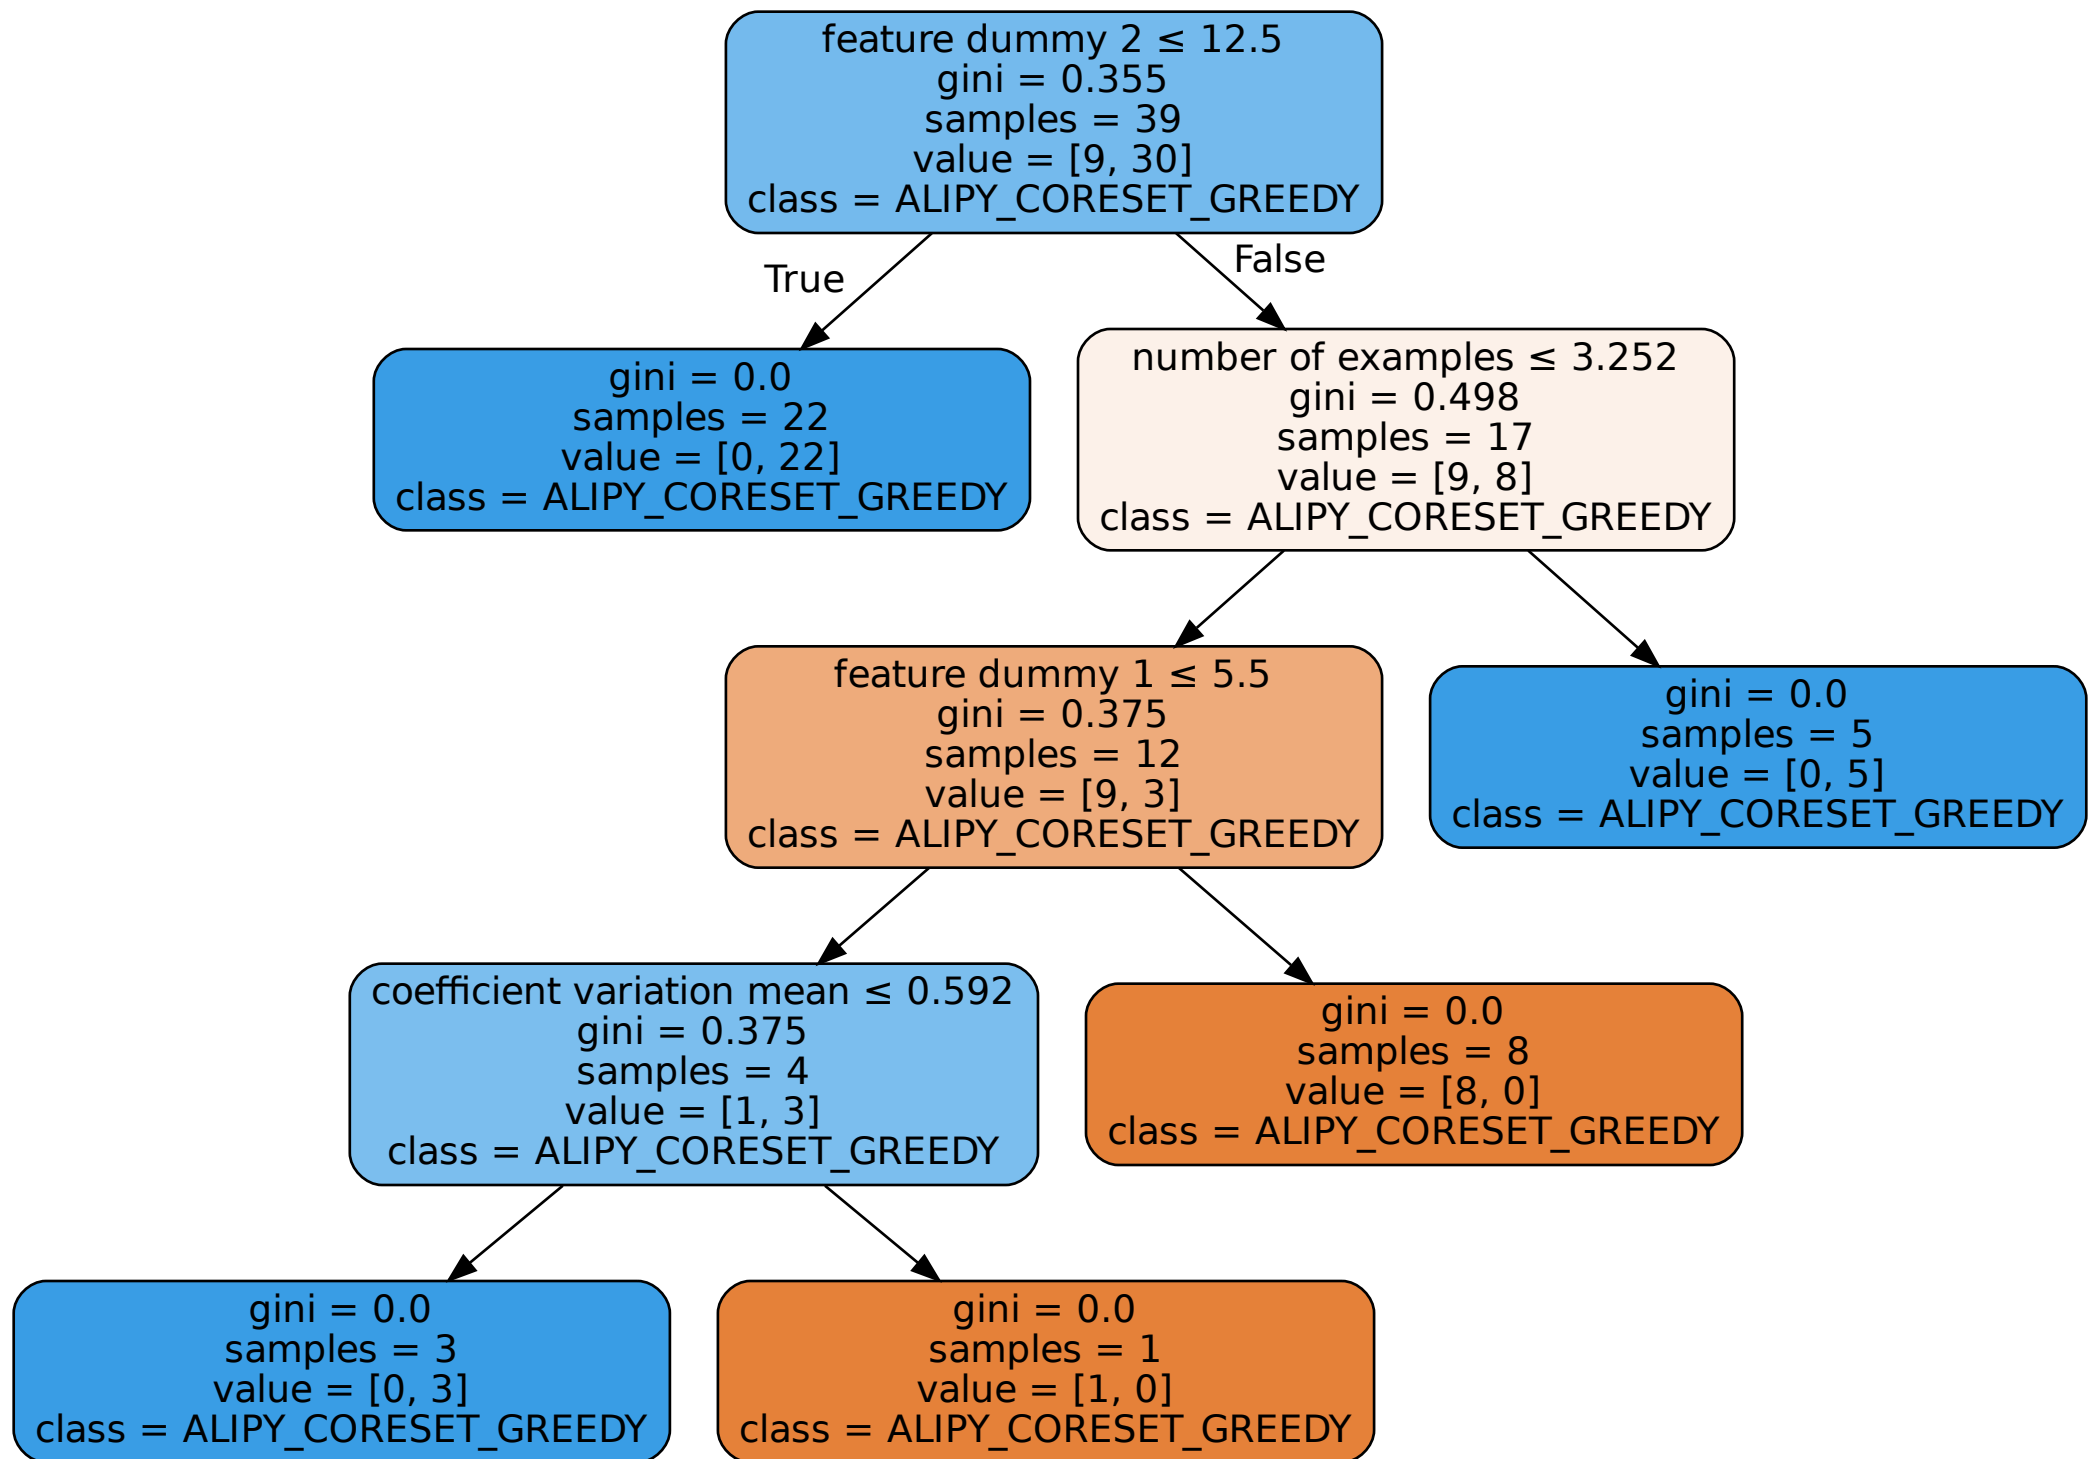 feature dummy 2 ≤ 12.5
gini = 0.355
samples = 39
value = [9, 30]
class = ALIPY_CORESET_GREEDY
True
False
gini = 0.0
samples = 22
value = [0, 22]
class = ALIPY_CORESET_GREEDY
number of examples ≤ 3.252
gini = 0.498
samples = 17
value = [9, 8]
class = ALIPY_CORESET_GREEDY
feature dummy 1 ≤ 5.5
gini = 0.375
samples = 12
value = [9, 3]
class = ALIPY_CORESET_GREEDY
gini = 0.0
samples = 5
value = [0, 5]
class = ALIPY_CORESET_GREEDY
coefficient variation mean ≤ 0.592
gini = 0.375
samples = 4
value = [1, 3]
class = ALIPY_CORESET_GREEDY
gini = 0.0
samples = 8
value = [8, 0]
class = ALIPY_CORESET_GREEDY
gini = 0.0
samples = 3
value = [0, 3]
class = ALIPY_CORESET_GREEDY
gini = 0.0
samples = 1
value = [1, 0]
class = ALIPY_CORESET_GREEDY